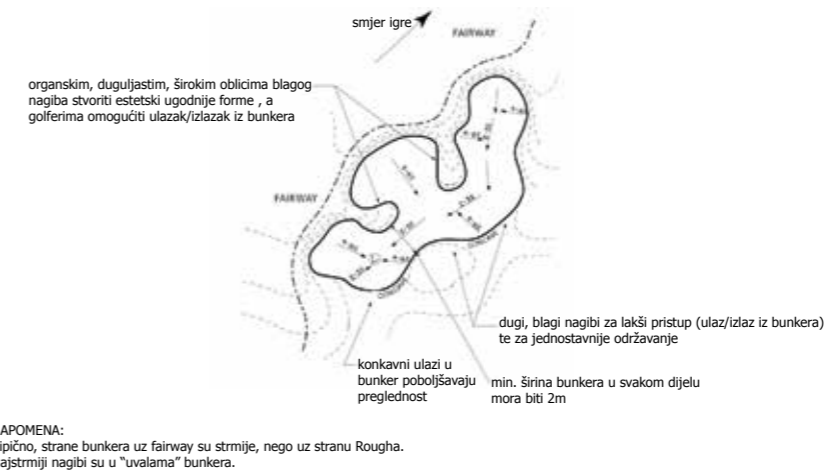 smjer igre
FAIRWAY
organskim, duguljastim, širokim oblicima blagog
nagiba stvoriti estetski ugodnije forme , a
golferima omogućiti ulazak/izlazak iz bunkera
FAIRWAY
dugi, blagi nagibi za lakši pristup (ulaz/izlaz iz bunkera)
te za jednostavnije održavanje
konkavni ulazi u
bunker poboljšavaju
preglednost
min. širina bunkera u svakom dijelu
mora biti 2m
APOMENA:
ipično, strane bunkera uz fairway su strmije, nego uz stranu Rougha.
ajstrmiji nagibi su u "uvalama" bunkera.